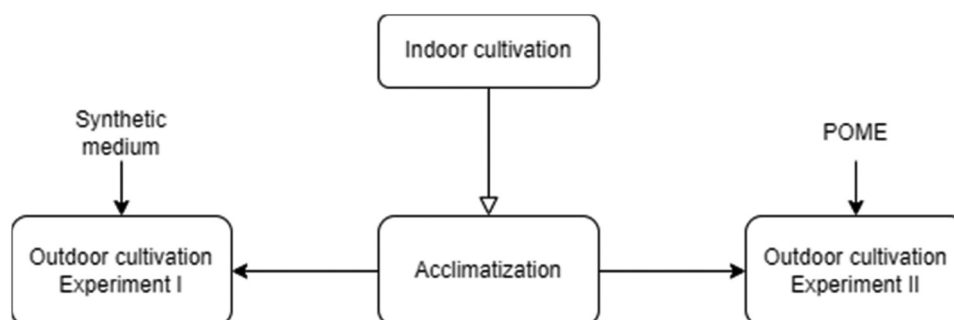 Indoor cultivation
Synthetic
medium
POME
Outdoor cultivation
Experiment I
Acclimatization
Outdoor cultivation
Experiment II